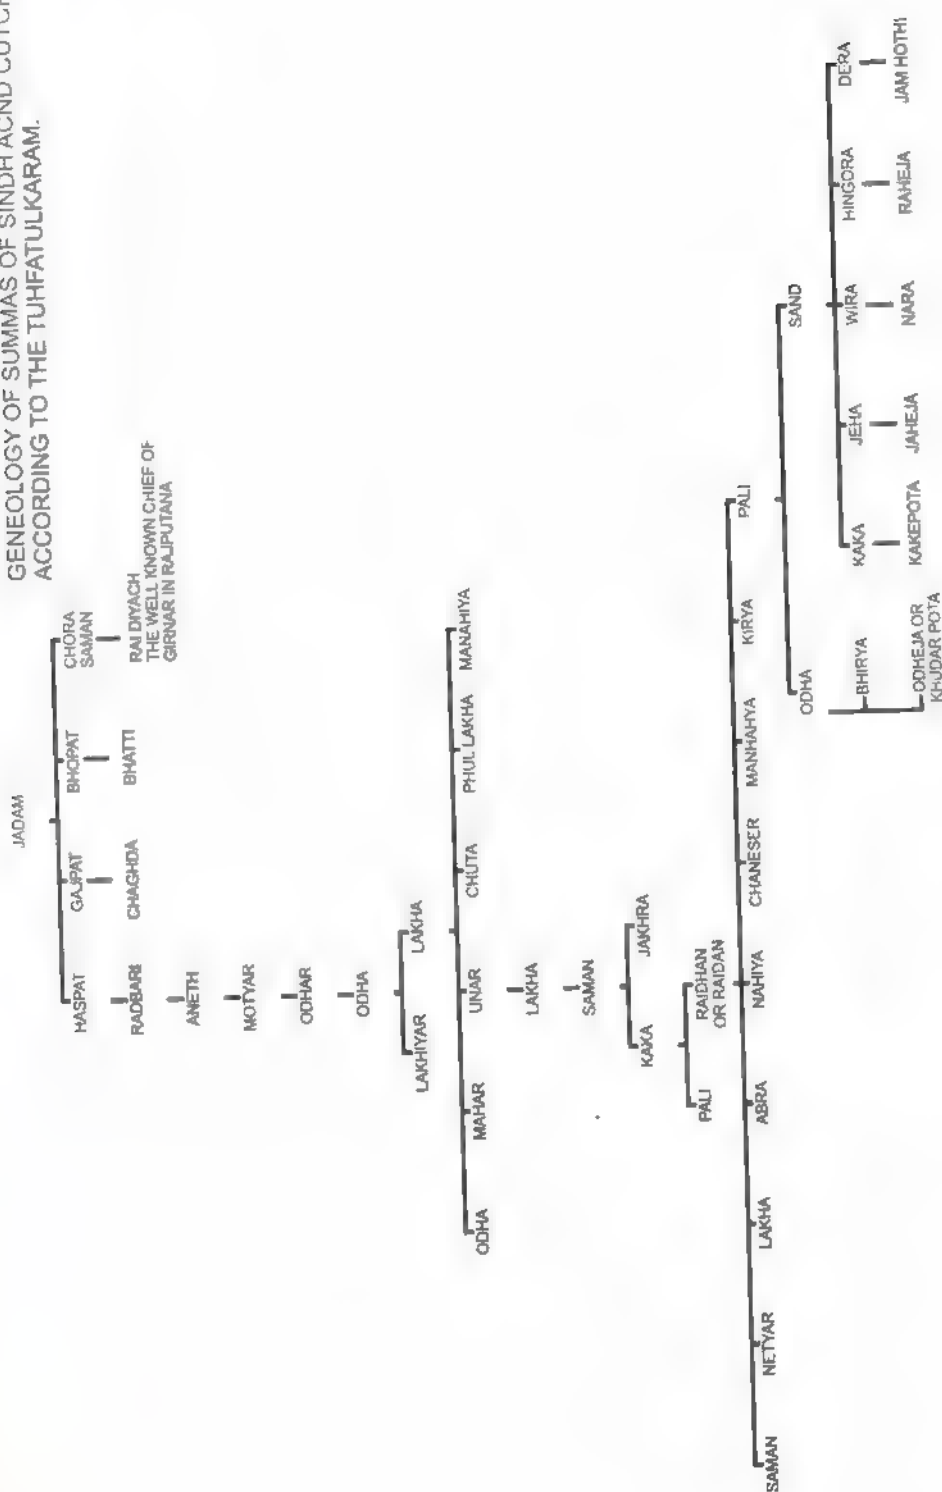 GENEOLOGY OF SUMMAS OF SINDH ACND
ACCORDING TO THE TUHFATULKARAM.
JADAM
HASPAT GAJPAT BHOPAT CHORA
SAMAN
RADBARI CHAGHDA BHATTI RAI DIYACH
THE WELL KNOWN CHIEF OF
GIRNAR IN RAJPUTANA
ANETH
MOTYAR
ODHAR
ODHA
LAKHIYAR LAKHA
ODHA MAHAR UNAR CHUTA PHUL LAKHA MANAHIYA
LAKHA
SAMAN
KAKA JAKHRA
PALI RAIDHAN
OR RAIDAN
SAMAN NETYAR LAKHA ABRA NAHIYA CHANESER MANHAHYA KIRYA PALI
ODHA SAND
BHIRYA KAKA JEHA WIRA HINGORA DERA
ODHEJA OR
KHUDAR POTA
KAKEPOTA JAHEJA NARA RAHEJA JAM HOTHI